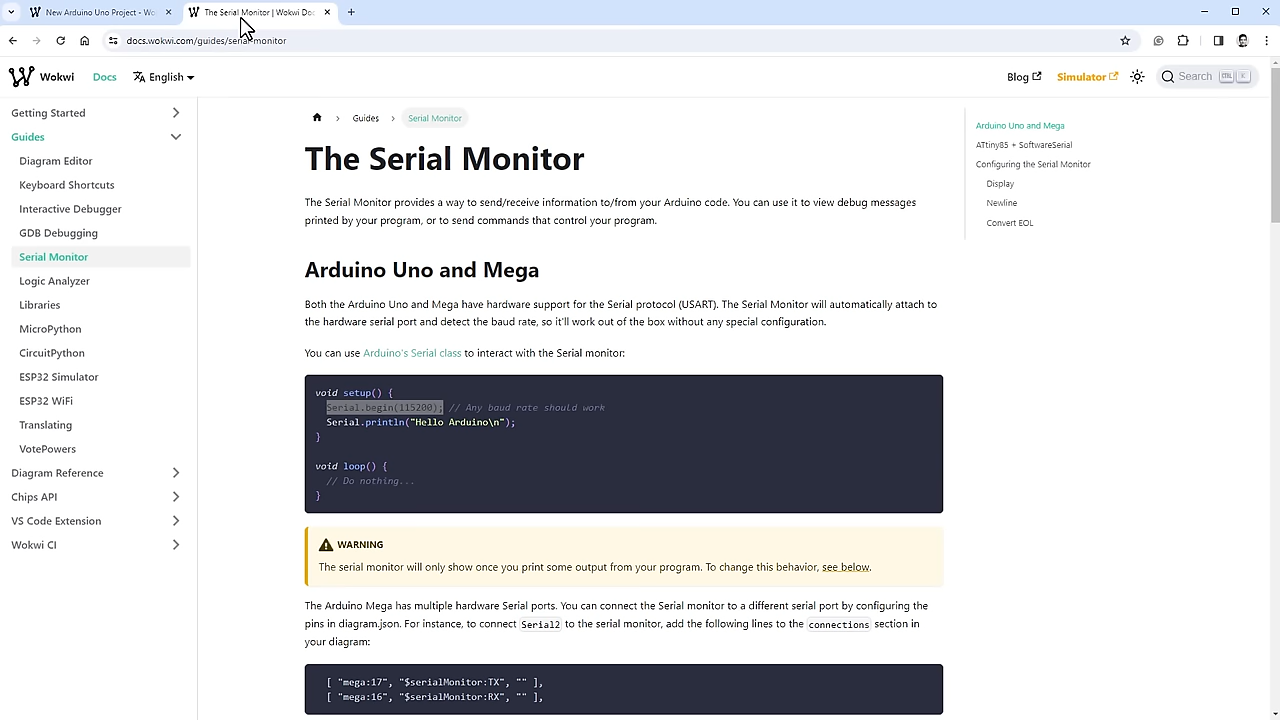 New Arduino Uno Project - Wo
The Serial Monitor | Wokwi Doc
docs.wokwi.com/guides/serial-monitor
Wokwi
Docs
English
Blog
Simulator
Search
CTRL
K
Getting Started
Guides
Diagram Editor
Keyboard Shortcuts
Interactive Debugger
GDB Debugging
Serial Monitor
Logic Analyzer
Libraries
MicroPython
CircuitPython
ESP32 Simulator
ESP32 WiFi
Translating
VotePowers
Diagram Reference
Chips API
VS Code Extension
Wokwi CI
Guides
Serial Monitor
The Serial Monitor
The Serial Monitor provides a way to send/receive information to/from your Arduino code. You can use it to view debug messages
printed by your program, or to send commands that control your program.
Arduino Uno and Mega
Both the Arduino Uno and Mega have hardware support for the Serial protocol (USART). The Serial Monitor will automatically attach to
the hardware serial port and detect the baud rate, so it'll work out of the box without any special configuration.
You can use Arduino's Serial class to interact with the Serial monitor:
void setup() {
Serial.begin(115200); // Any baud rate should work
Serial.println("Hello Arduino\n");
}
void loop() {
// Do nothing...
}
WARNING
The serial monitor will only show once you print some output from your program. To change this behavior, see below.
The Arduino Mega has multiple hardware Serial ports. You can connect the Serial monitor to a different serial port by configuring the
pins in diagram.json. For instance, to connect Serial2 to the serial monitor, add the following lines to the connections section in
your diagram:
[ "mega:17", "$serialMonitor:TX", "" ],
[ "mega:16", "$serialMonitor:RX", "" ],
Arduino Uno and Mega
ATtiny85 + SoftwareSerial
Configuring the Serial Monitor
Display
Newline
Convert EOL